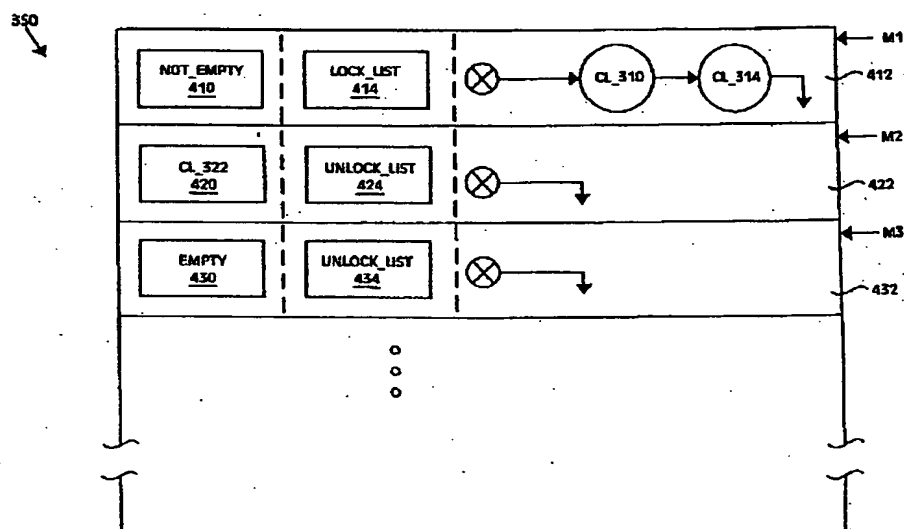 350
M1
NOT_EMPTY
410
LOCK_LIST
414
CL_310
CL_314
412
M2
CL_322
420
UNLOCK_LIST
424
422
M3
EMPTY
430
UNLOCK_LIST
434
432